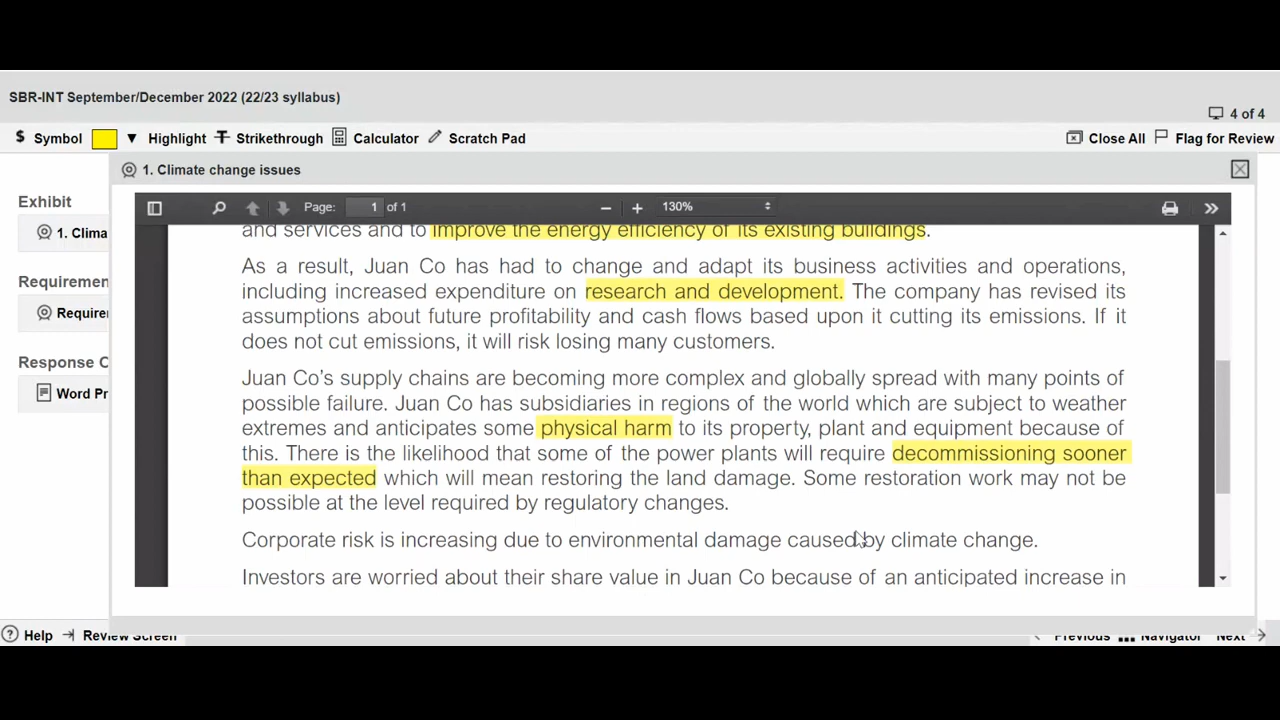 SBR-INT September/December 2022 (22/23 syllabus)
4 of 4
$ Symbol Highlight Strikethrough Calculator Scratch Pad Close All Flag for Review
1. Climate change issues
Exhibit
1. Clima
Requiremen
Require
Response O
Word Pr
Page: 1 of 1 130%
and services and to improve the energy efficiency of its existing buildings.
As a result, Juan Co has had to change and adapt its business activities and operations,
including increased expenditure on research and development. The company has revised its
assumptions about future profitability and cash flows based upon it cutting its emissions. If it
does not cut emissions, it will risk losing many customers.
Juan Co's supply chains are becoming more complex and globally spread with many points of
possible failure. Juan Co has subsidiaries in regions of the world which are subject to weather
extremes and anticipates some physical harm to its property, plant and equipment because of
this. There is the likelihood that some of the power plants will require decommissioning sooner
than expected which will mean restoring the land damage. Some restoration work may not be
possible at the level required by regulatory changes.
Corporate risk is increasing due to environmental damage caused by climate change.
Investors are worried about their share value in Juan Co because of an anticipated increase in
Help Review Screen Previous Navigator Next